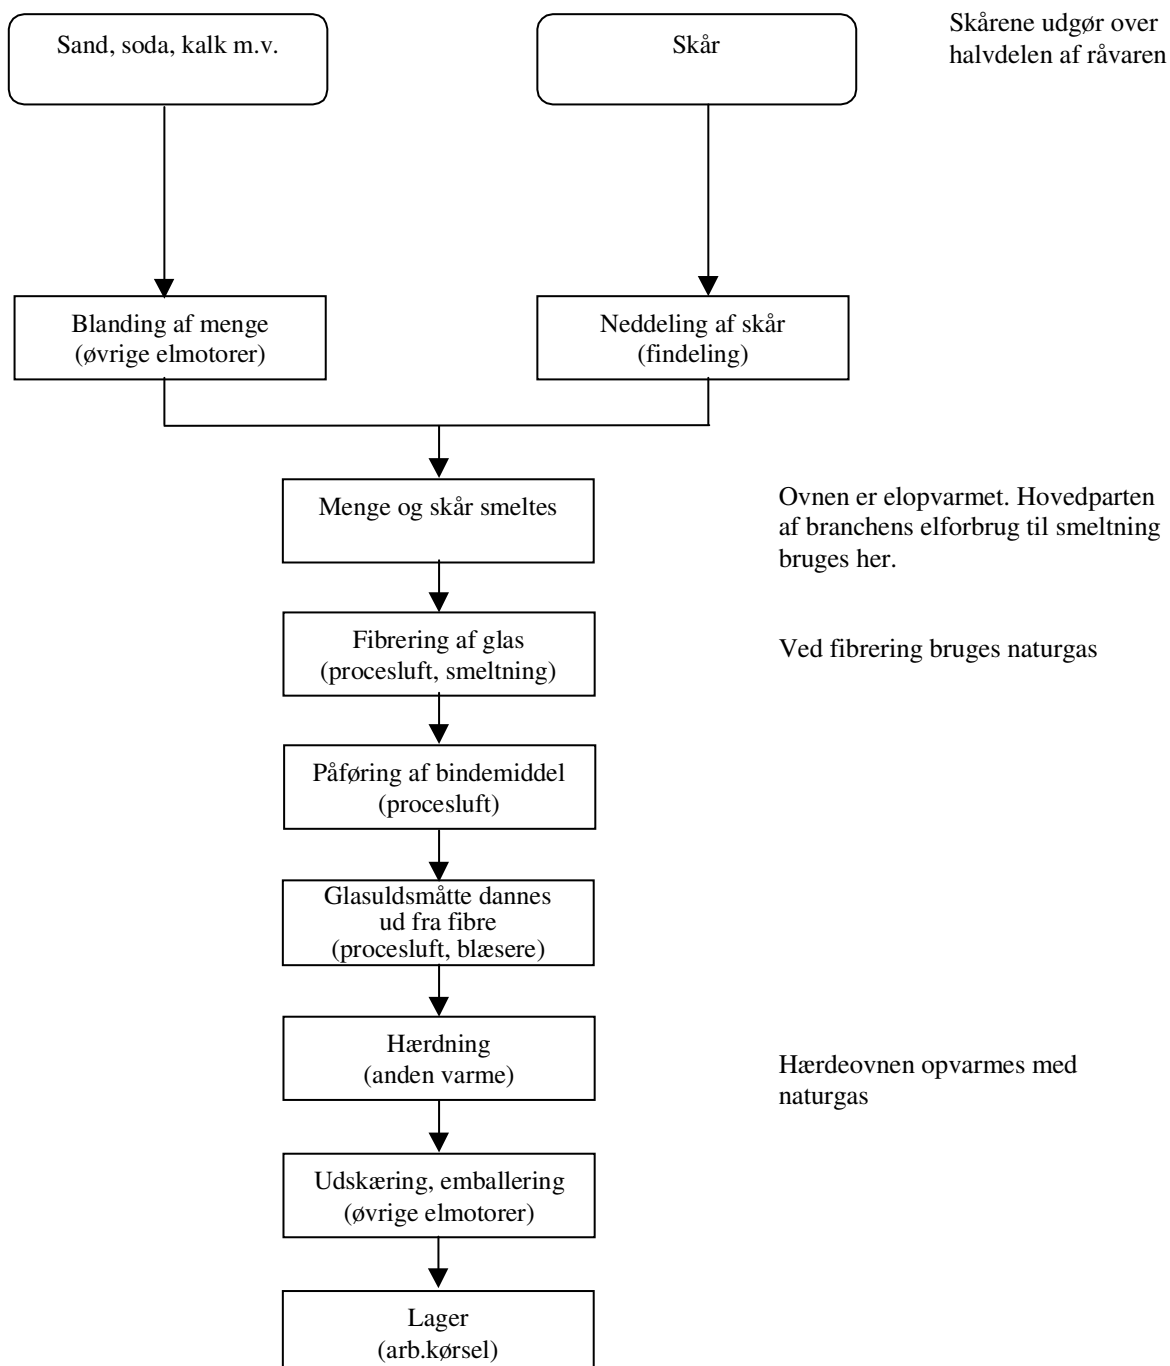 Sand, soda, kalk m.v.
Skår
Skårene udgør over
halvdelen af råvaren
Blanding af menge
(øvrige elmotorer)
Neddeling af skår
(findeling)
Menge og skår smeltes
Ovnen er elopvarmet. Hovedparten
af branchens elforbrug til smeltning
bruges her.
Fibrering af glas
(procesluft, smeltning)
Ved fibrering bruges naturgas
Påføring af bindemiddel
(procesluft)
Glasuldsmåtte dannes
ud fra fibre
(procesluft, blæsere)
Hærdning
(anden varme)
Hærdeovnen opvarmes med
naturgas
Udskæring, emballering
(øvrige elmotorer)
Lager
(arb.kørsel)